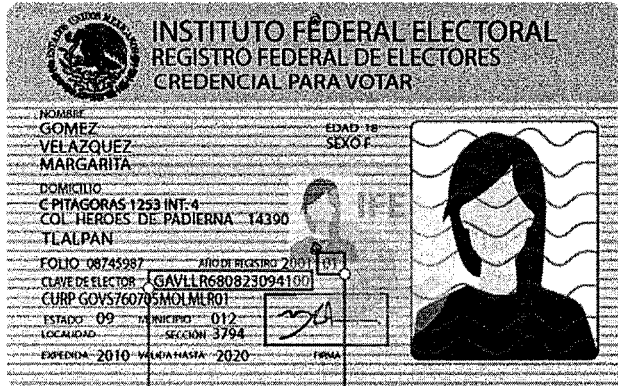 INSTITUTO FEDERAL ELECTORAL
REGISTRO FEDERAL DE ELECTORES
CREDENCIAL PARA VOTAR
NOMBRE
GOMEZ
VELAZQUEZ
MARGARITA
EDAD 18
SEXO F
DOMICILIO
C PITAGORAS 1253 INT. 4
COL HEROES DE PADIERNA 14390
TLALPAN
IFE
FOLIO 08745987 AÑO DE REGISTRO 2001 01
CLAVE DE ELECTOR GAVLLR680823094100
CURP GOVS760705MOLMLR01
ESTADO 09 MUNICIPIO 012
LOCALIDAD SECCIÓN 3794
EXPEDIDA 2010 VALIDA HASTA 2020 FIRMA